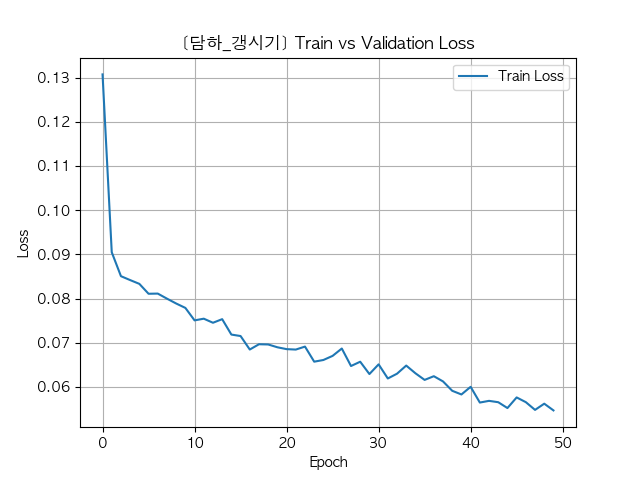 [담하_갱시기] Train vs Validation Loss
Train Loss
0.13
0.12
0.11
0.10
0.09
0.08
0.07
0.06
Loss
0 10 20 30 40 50
Epoch